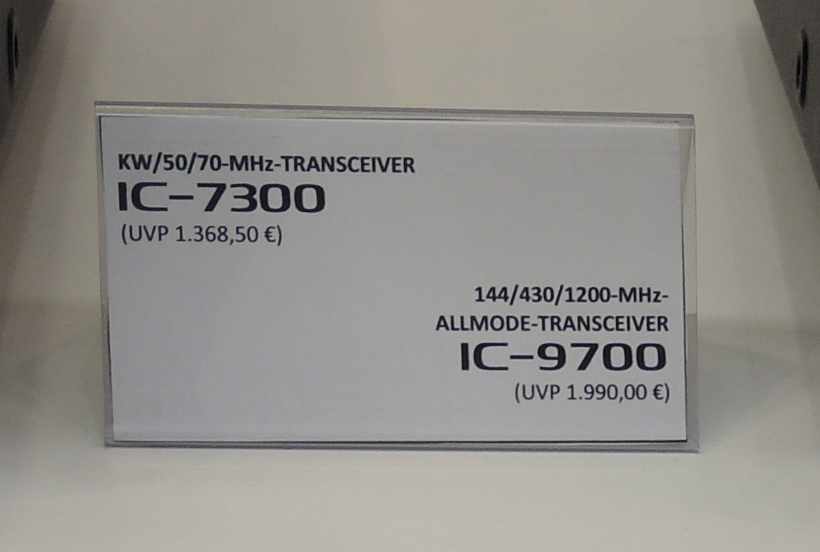 KW/50/70-MHz-TRANSCEIVER
IC-7300
(UVP 1.368,50 €)
144/430/1200-MHz-
ALLMODE-TRANSCEIVER
IC-9700
(UVP 1.990,00 €)